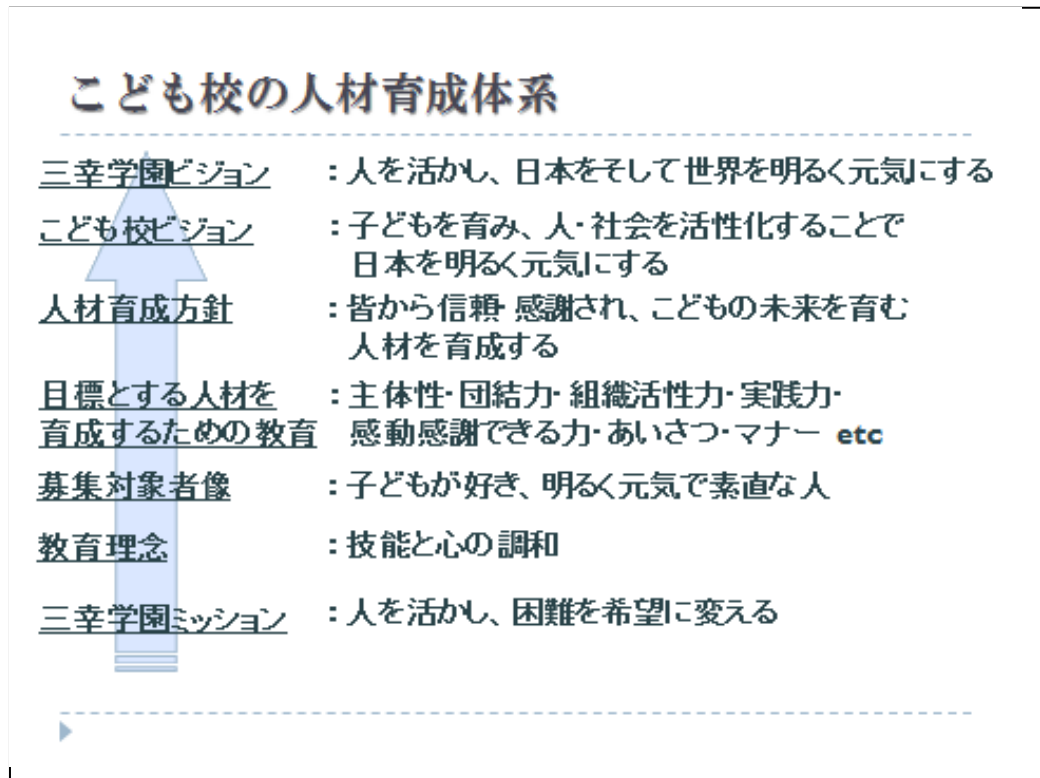 こども校の人材育成体系
三幸学園ビジョン ：人を活かし、日本をそして世界を明るく元気にする
こども校ビジョン ：子どもを育み、人・社会を活性化することで
日本を明るく元気にする
人材育成方針 ：皆から信頼・感謝され、こどもの未来を育む
人材を育成する
目標とする人材を ：主体性・団結力・組織活性力・実践力・
育成するための教育 感動感謝できる力・あいさつ・マナー etc
募集対象者像 ：子どもが好き、明るく元気で素直な人
教育理念 ：技能と心の調和
三幸学園ミッション ：人を活かし、困難を希望に変える